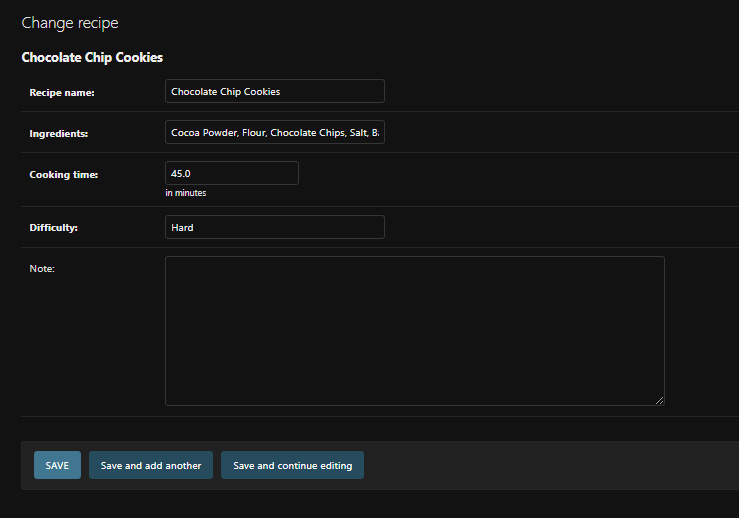 Change recipe
Chocolate Chip Cookies
Recipe name: Chocolate Chip Cookies
Ingredients: Cocoa Powder, Flour, Chocolate Chips, Salt,
Cooking time: 45.0
in minutes
Difficulty: Hard
Note:
SAVE Save and add another Save and continue editing